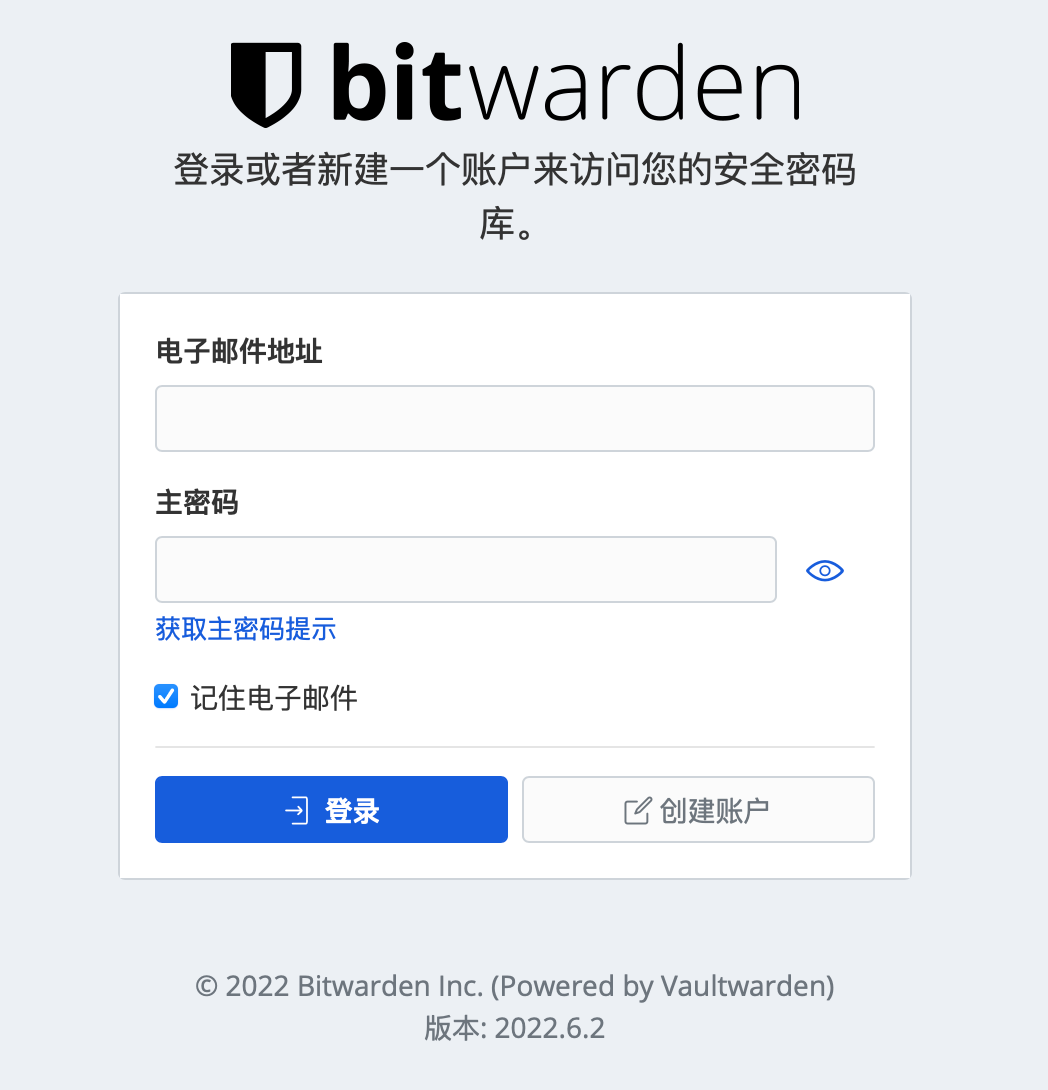 bitwarden
登录或者新建一个账户来访问您的安全密码
库。
电子邮件地址
主密码
获取主密码提示
记住电子邮件
登录
创建账户
© 2022 Bitwarden Inc. (Powered by Vaultwarden)
版本: 2022.6.2